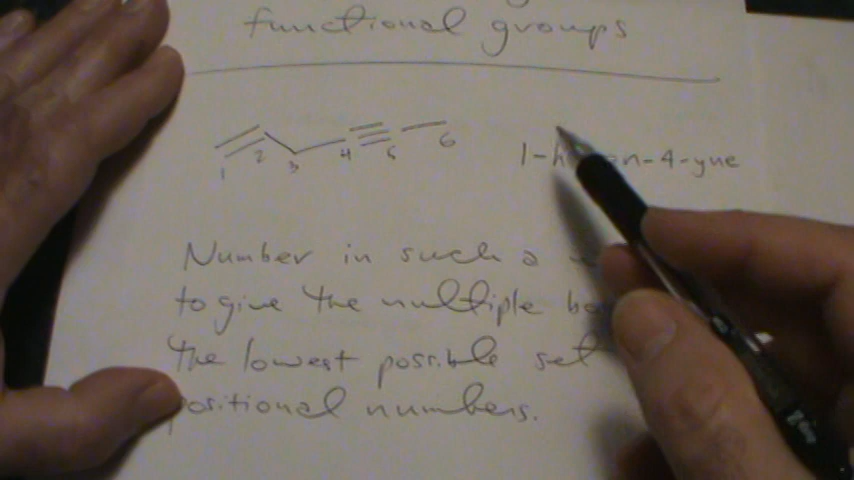 functional groups
1 2 3 4 5 6
1-h n-4-yne
Number in such a
to give the multiple
the lowest possible set
positional numbers.